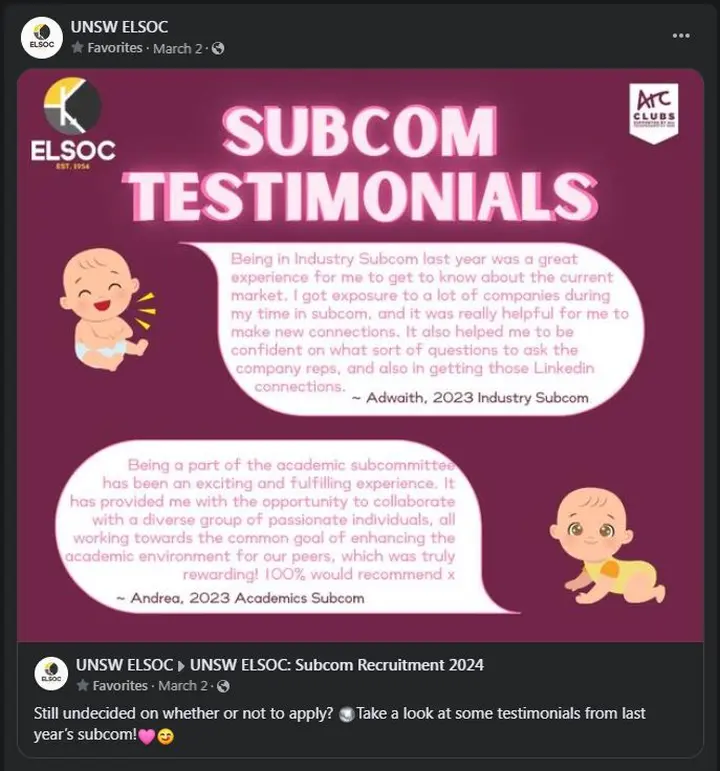 UNSW ELSOC
Favorites · March 2 ·
ELSOC
ELSOC
EST. 1954
ARC
CLUBS
SUBCOM
TESTIMONIALS
Being in Industry Subcom last year was a great
experience for me to get to know about the current
market. I got exposure to a lot of companies during
my time in subcom, and it was really helpful for me to
make new connections. It also helped me to be
confident on what sort of questions to ask the
company reps, and also in getting those Linkedin
connections.
~ Adwaith, 2023 Industry Subcom
Being a part of the academic subcommittee
has been an exciting and fulfilling experience. It
has provided me with the opportunity to collaborate
with a diverse group of passionate individuals, all
working towards the common goal of enhancing the
academic environment for our peers, which was truly
rewarding! 100% would recommend x
~ Andrea, 2023 Academics Subcom
UNSW ELSOC ▸ UNSW ELSOC: Subcom Recruitment 2024
Favorites · March 2 ·
ELSOC
Still undecided on whether or not to apply? Take a look at some testimonials from last
year's subcom!🩷😋